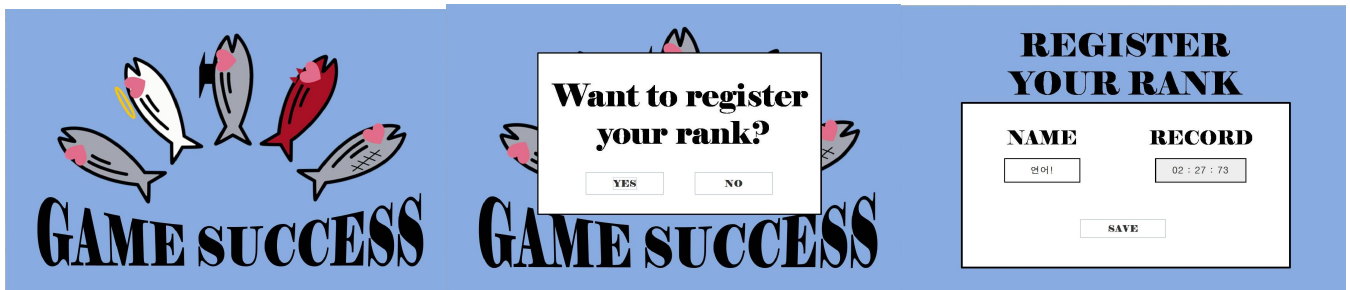 GAME SUCCESS
Want to register
your rank?
YES
NO
GAME SUCCESS
REGISTER
YOUR RANK
NAME
RECORD
언어!
02 : 27 : 73
SAVE